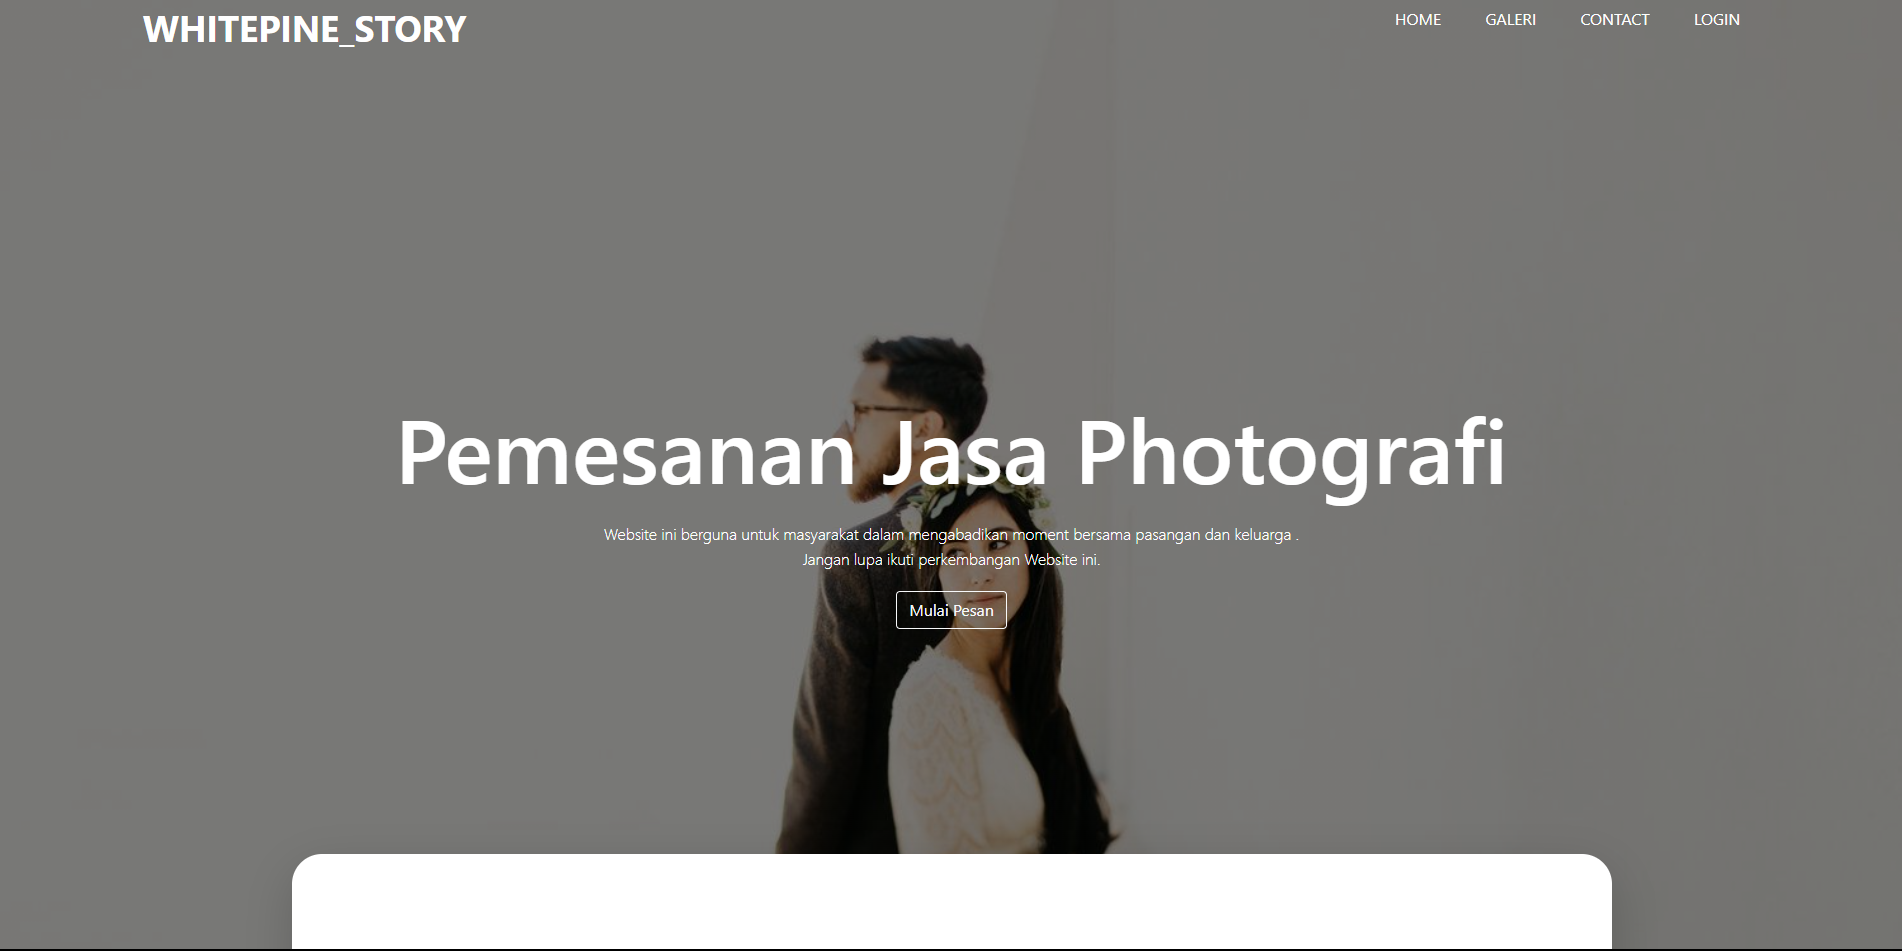 WHITEPINE_STORY
HOME GALERI CONTACT LOGIN
Pemesanan Jasa Photografi
Website ini berguna untuk masyarakat dalam mengabadikan moment bersama pasangan dan keluarga .
Jangan lupa ikuti perkembangan Website ini.
Mulai Pesan